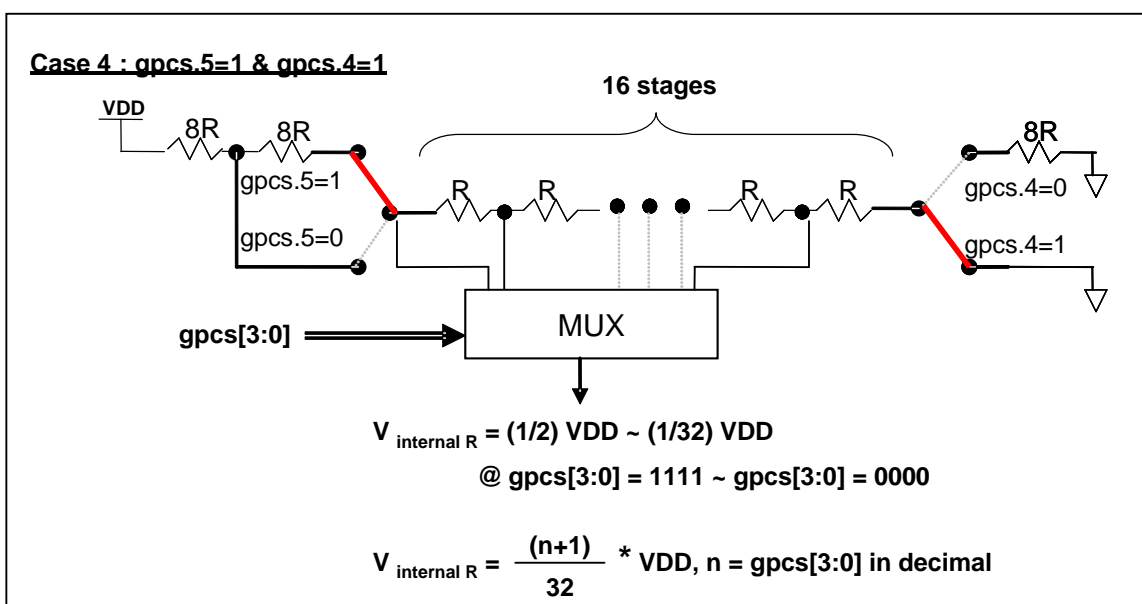 Case 4 : gpcs.5=1 & gpcs.4=1
16 stages
VDD
8R
8R
8R
gpcs.5=1
gpcs.4=0
R
R
R
R
gpcs.5=0
gpcs.4=1
gpcs[3:0]
MUX
V internal R = (1/2) VDD ~ (1/32) VDD
@ gpcs[3:0] = 1111 ~ gpcs[3:0] = 0000
V internal R = (n+1) / 32 * VDD, n = gpcs[3:0] in decimal